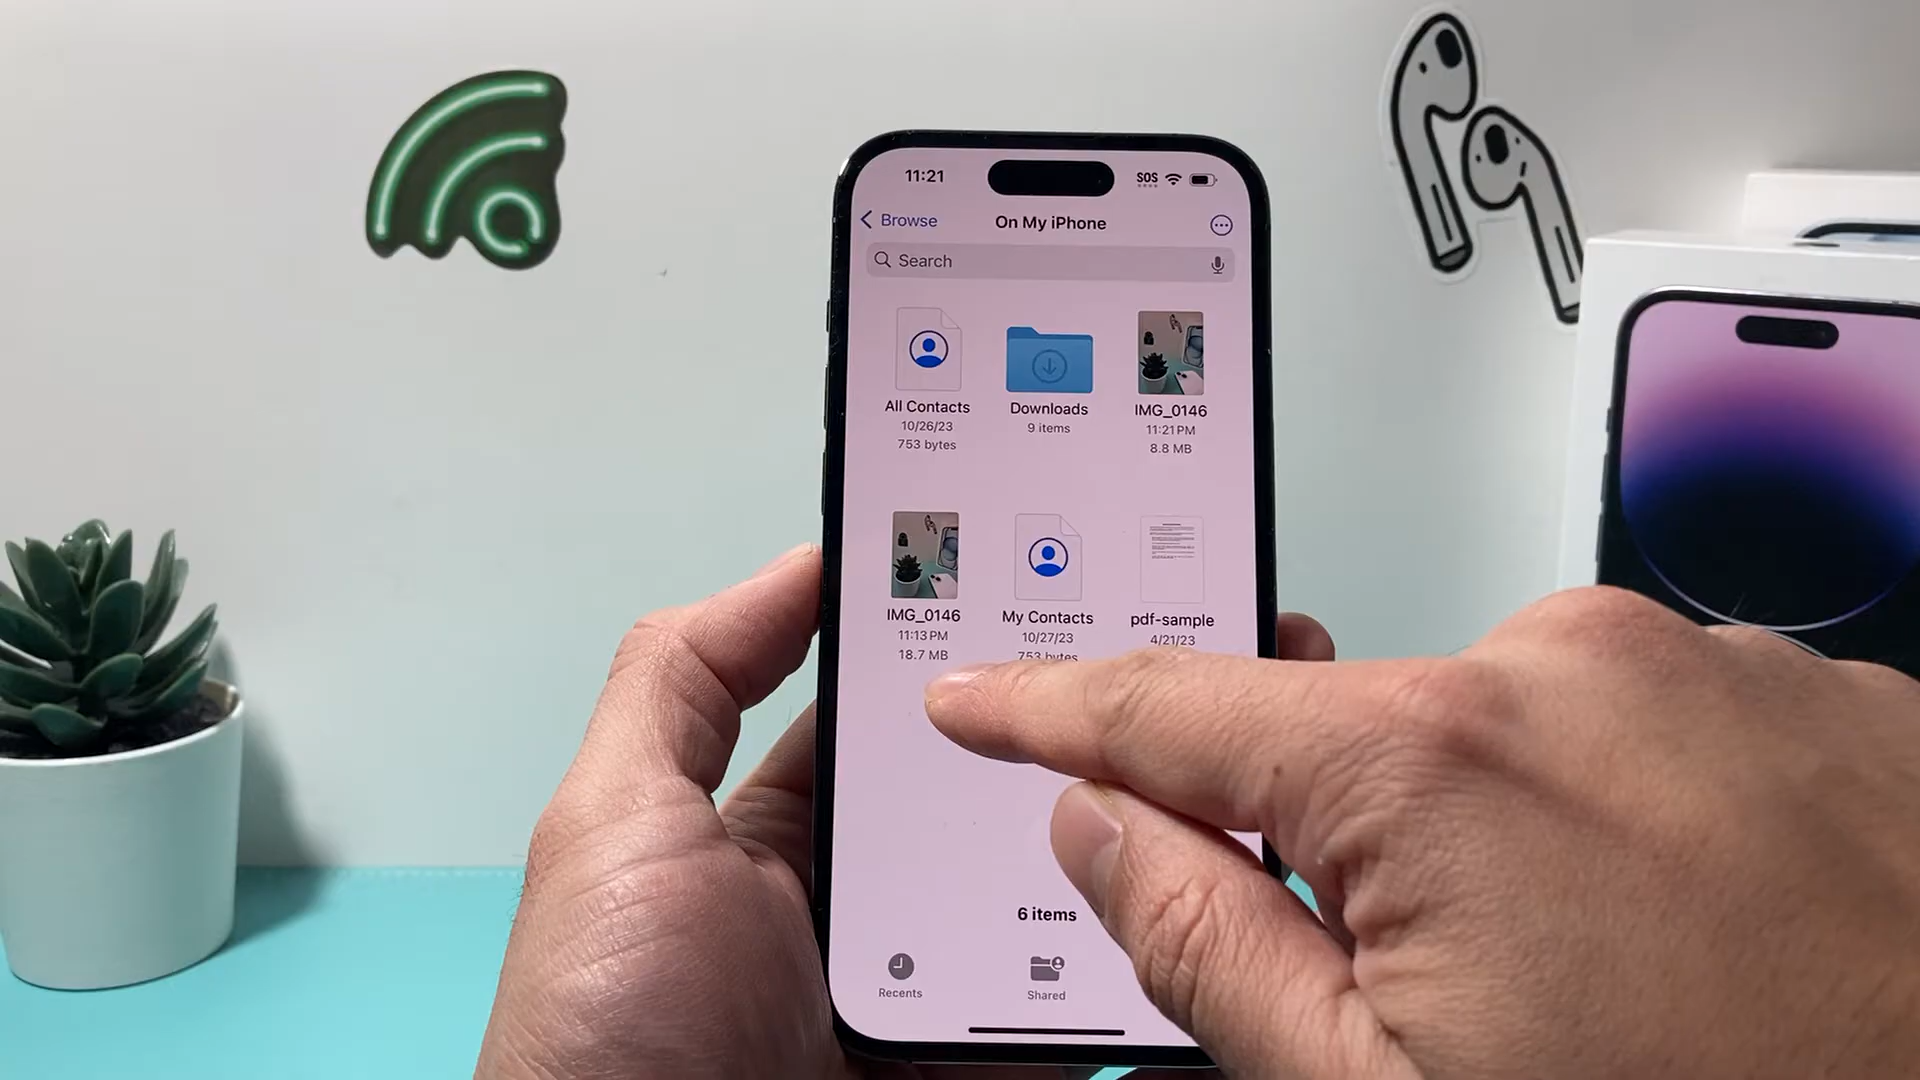 11:21
SOS
Browse
On My iPhone
Search
All Contacts
10/26/23
753 bytes
Downloads
9 items
IMG_0146
11:21 PM
8.8 MB
IMG_0146
11:13 PM
18.7 MB
My Contacts
10/27/23
753 bytes
pdf-sample
4/21/23
6 items
Recents
Shared